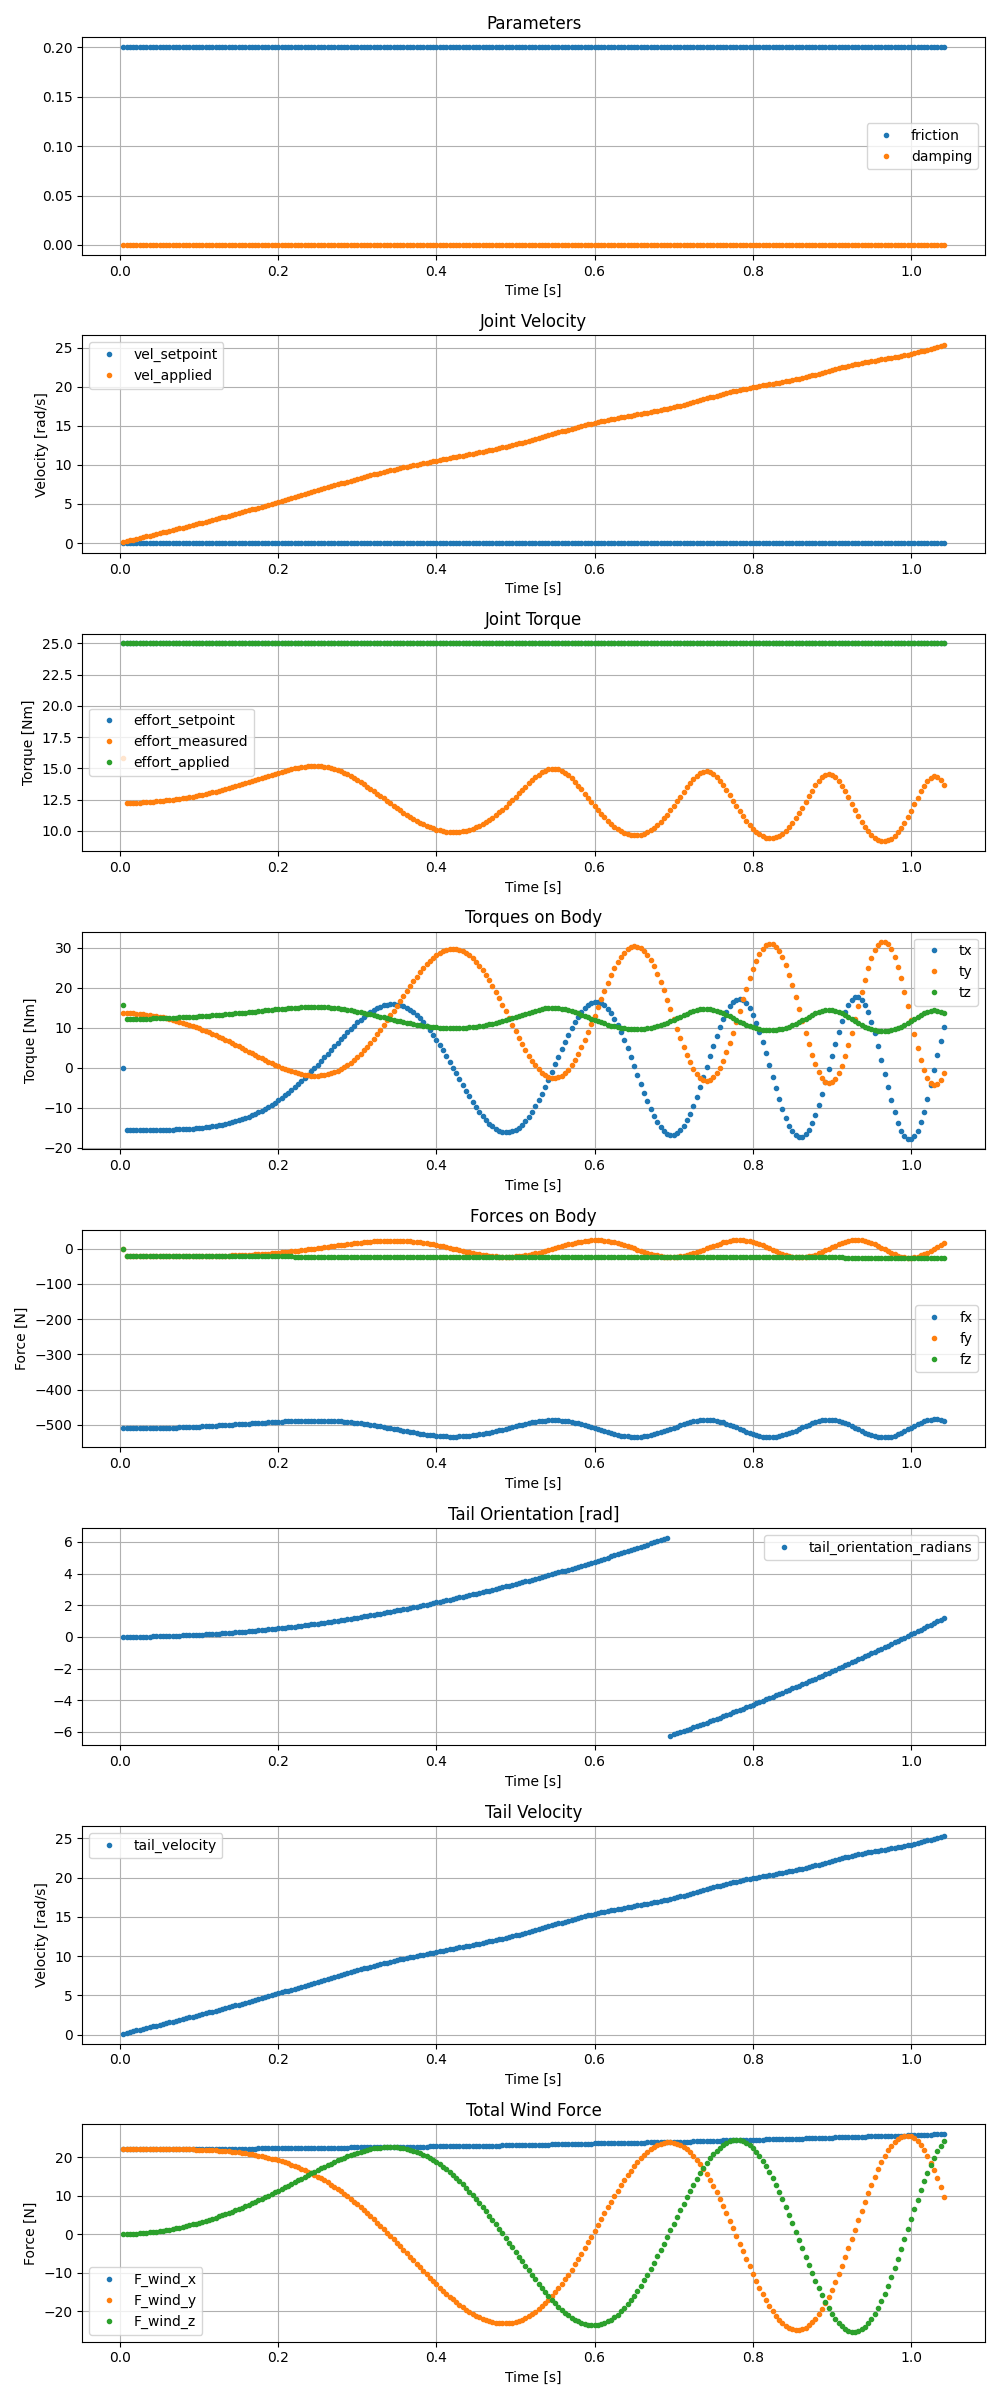 Parameters
0.20
0.15
0.10
0.05
0.00
friction
damping
0.0 0.2 0.4 0.6 0.8 1.0
Time [s]
Joint Velocity
Velocity [rad/s]
25
20
15
10
5
0
vel_setpoint
vel_applied
0.0 0.2 0.4 0.6 0.8 1.0
Time [s]
Joint Torque
Torque [Nm]
25.0
22.5
20.0
17.5
15.0
12.5
10.0
effort_setpoint
effort_measured
effort_applied
0.0 0.2 0.4 0.6 0.8 1.0
Time [s]
Torques on Body
Torque [Nm]
30
20
10
0
−10
−20
tx
ty
tz
0.0 0.2 0.4 0.6 0.8 1.0
Time [s]
Forces on Body
Force [N]
0
−100
−200
−300
−400
−500
fx
fy
fz
0.0 0.2 0.4 0.6 0.8 1.0
Time [s]
Tail Orientation [rad]
6
4
2
0
−2
−4
−6
tail_orientation_radians
0.0 0.2 0.4 0.6 0.8 1.0
Time [s]
Tail Velocity
Velocity [rad/s]
25
20
15
10
5
0
tail_velocity
0.0 0.2 0.4 0.6 0.8 1.0
Time [s]
Total Wind Force
Force [N]
20
10
0
−10
−20
F_wind_x
F_wind_y
F_wind_z
0.0 0.2 0.4 0.6 0.8 1.0
Time [s]